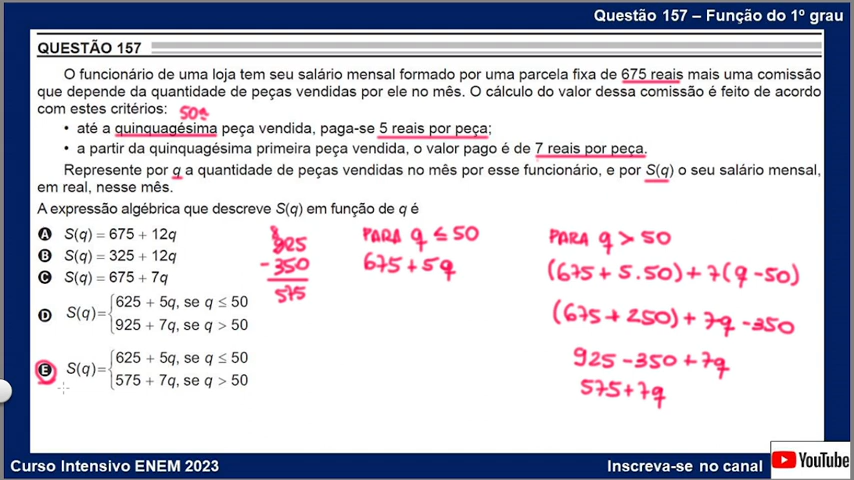 Questão 157 – Função do 1º grau
QUESTÃO 157
O funcionário de uma loja tem seu salário mensal formado por uma parcela fixa de 675 reais mais uma comissão
que depende da quantidade de peças vendidas por ele no mês. O cálculo do valor dessa comissão é feito de acordo
com estes critérios:
50ª
• até a quinquagésima peça vendida, paga-se 5 reais por peça;
• a partir da quinquagésima primeira peça vendida, o valor pago é de 7 reais por peça.
Represente por q a quantidade de peças vendidas no mês por esse funcionário, e por S(q) o seu salário mensal,
em real, nesse mês.
A expressão algébrica que descreve S(q) em função de q é
A S(q) = 675 + 12q
B S(q) = 325 + 12q
C S(q) = 675 + 7q
D S(q)= {625 + 5q, se q ≤ 50
925 + 7q, se q > 50
E S(q)= {625 + 5q, se q ≤ 50
575 + 7q, se q > 50
8
925
- 350
575
PARA q ≤ 50
675 + 5q
PARA q > 50
(675 + 5.50) + 7(q - 50)
(675 + 250) + 7q - 350
925 - 350 + 7q
575 + 7q
Curso Intensivo ENEM 2023
Inscreva-se no canal
YouTube